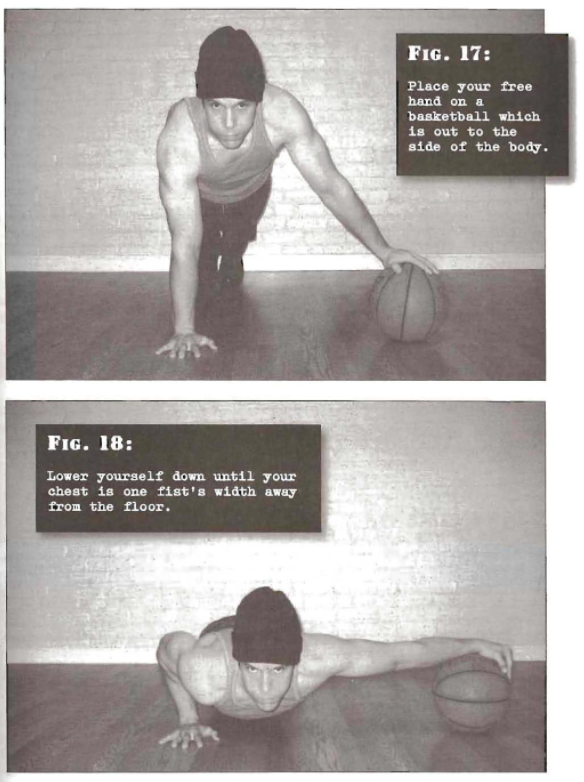 FIG. 17:
Place your free
hand on a
basketball which
is out to the
side of the body.
FIG. 18:
Lower yourself down until your
chest is one fist's width away
from the floor.